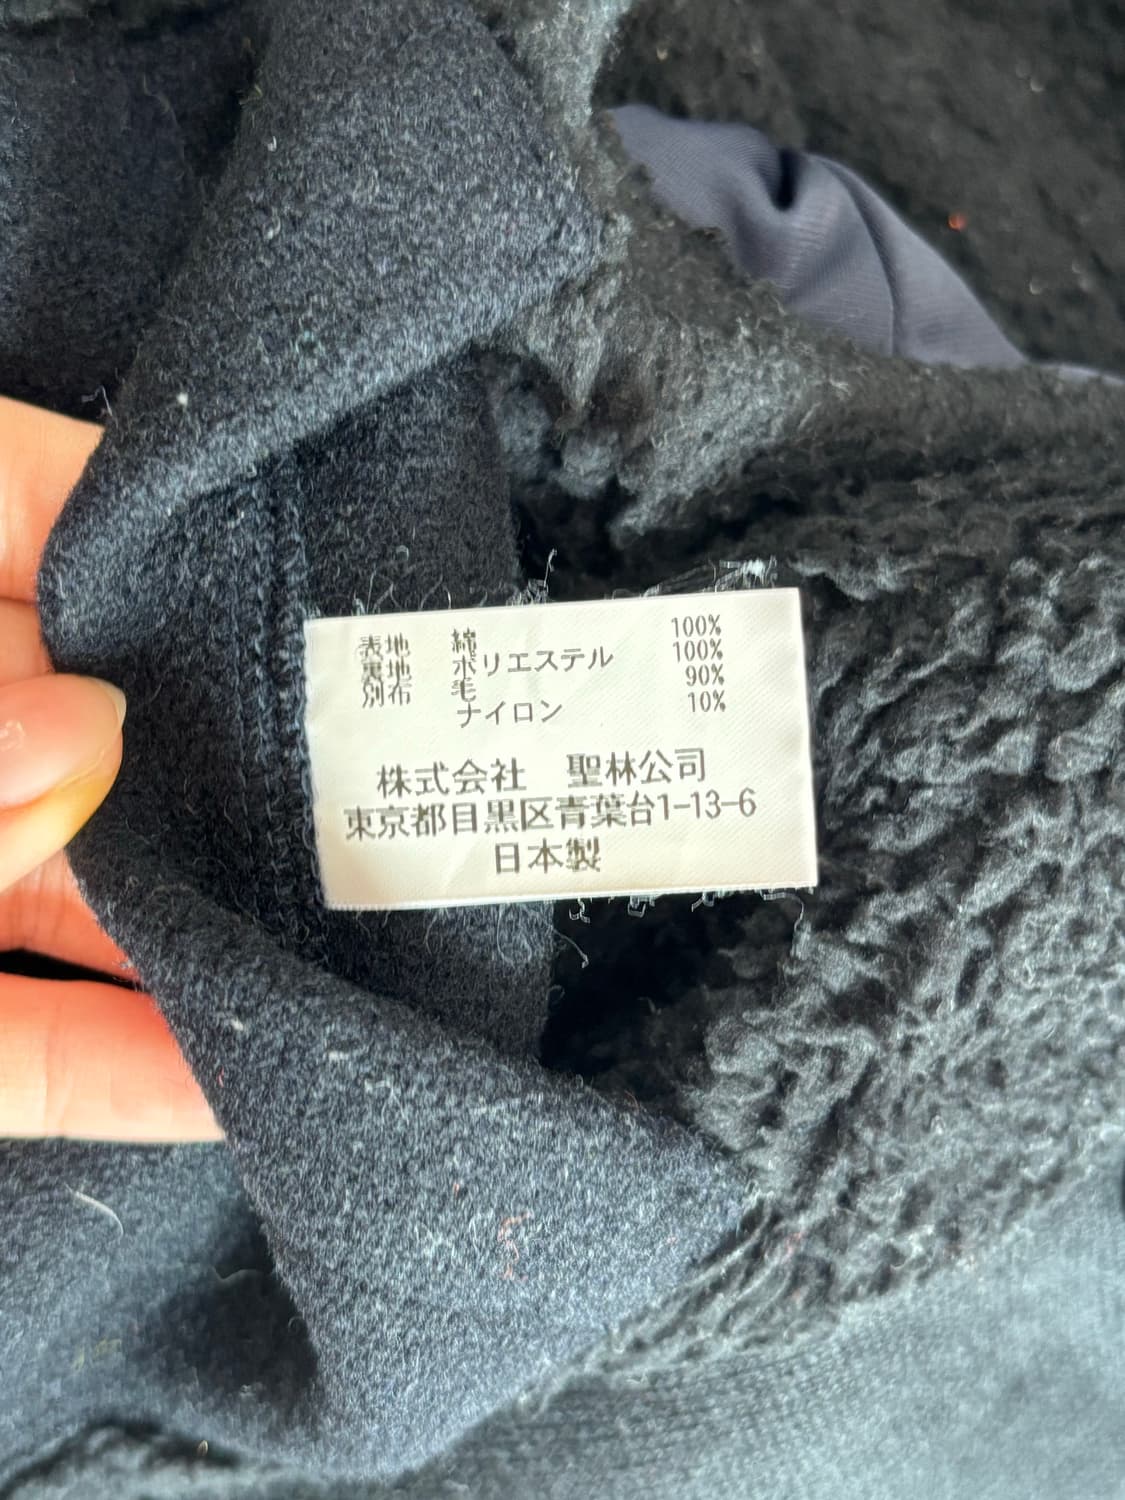 表地 綿 100%
裏地 ポリエステル 100%
別布 毛 90%
ナイロン 10%
株式会社 聖林公司
東京都目黒区青葉台1-13-6
日本製